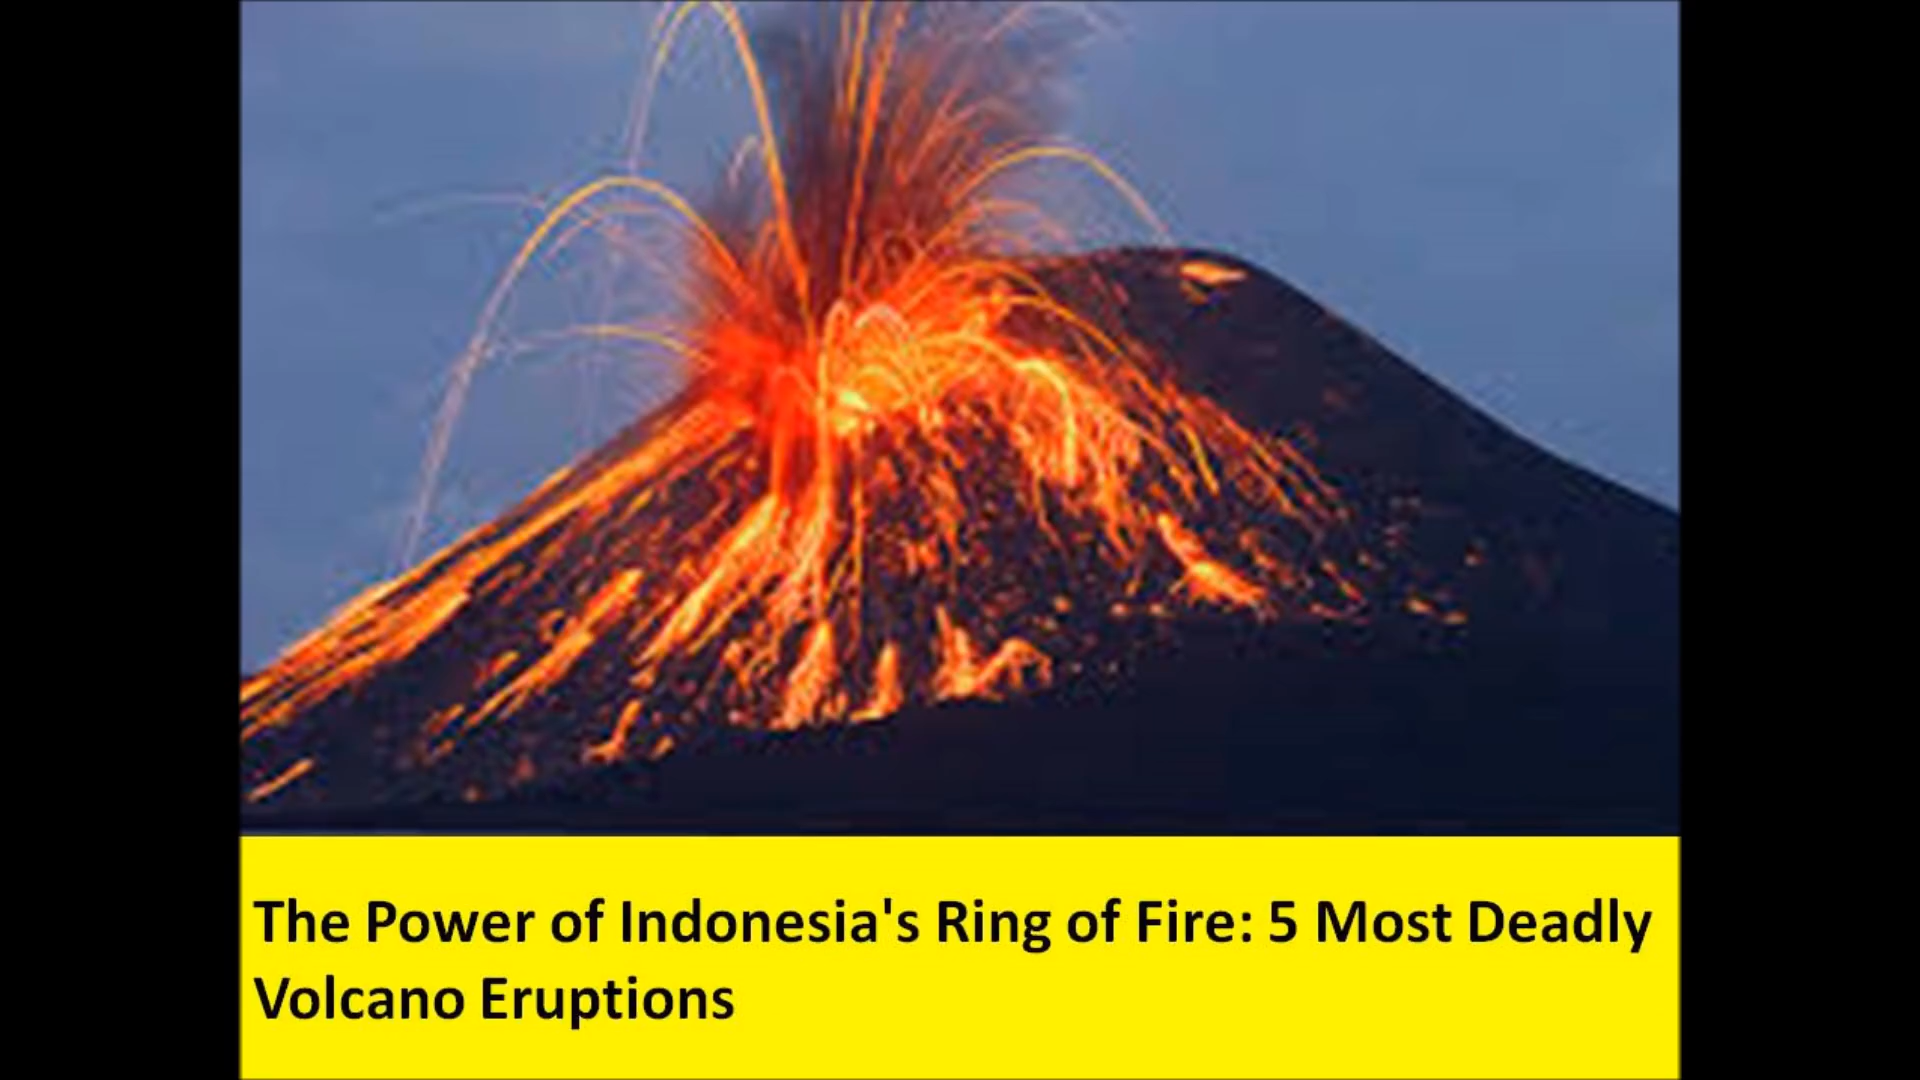 The Power of Indonesia's Ring of Fire: 5 Most Deadly
Volcano Eruptions